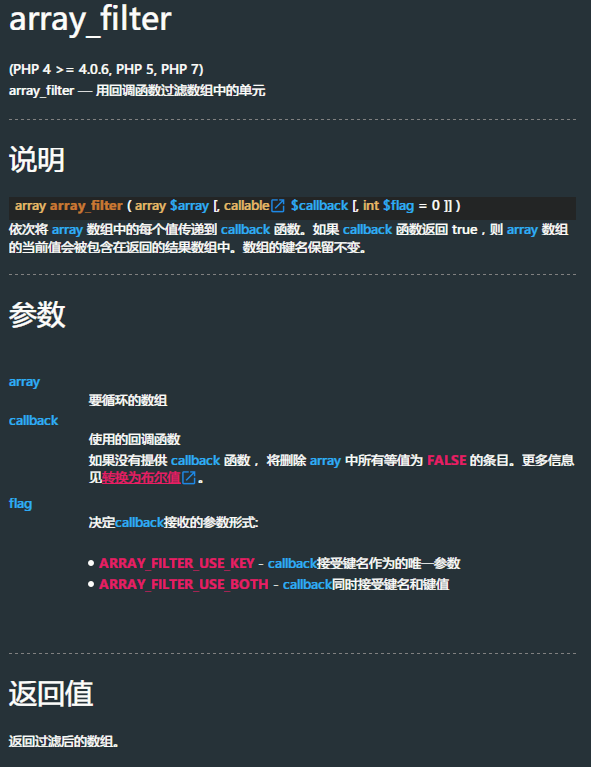 array_filter
(PHP 4 >= 4.0.6, PHP 5, PHP 7)
array_filter — 用回调函数过滤数组中的单元
说明
array array_filter ( array $array [, callable $callback [, int $flag = 0 ]] )
依次将 array 数组中的每个值传递到 callback 函数。如果 callback 函数返回 true，则 array 数组
的当前值会被包含在返回的结果数组中。数组的键名保留不变。
参数
array
要循环的数组
callback
使用的回调函数
如果没有提供 callback 函数， 将删除 array 中所有等值为 FALSE 的条目。更多信息
见转换为布尔值。
flag
决定callback接收的参数形式:
• ARRAY_FILTER_USE_KEY - callback接受键名作为的唯一参数
• ARRAY_FILTER_USE_BOTH - callback同时接受键名和键值
返回值
返回过滤后的数组。